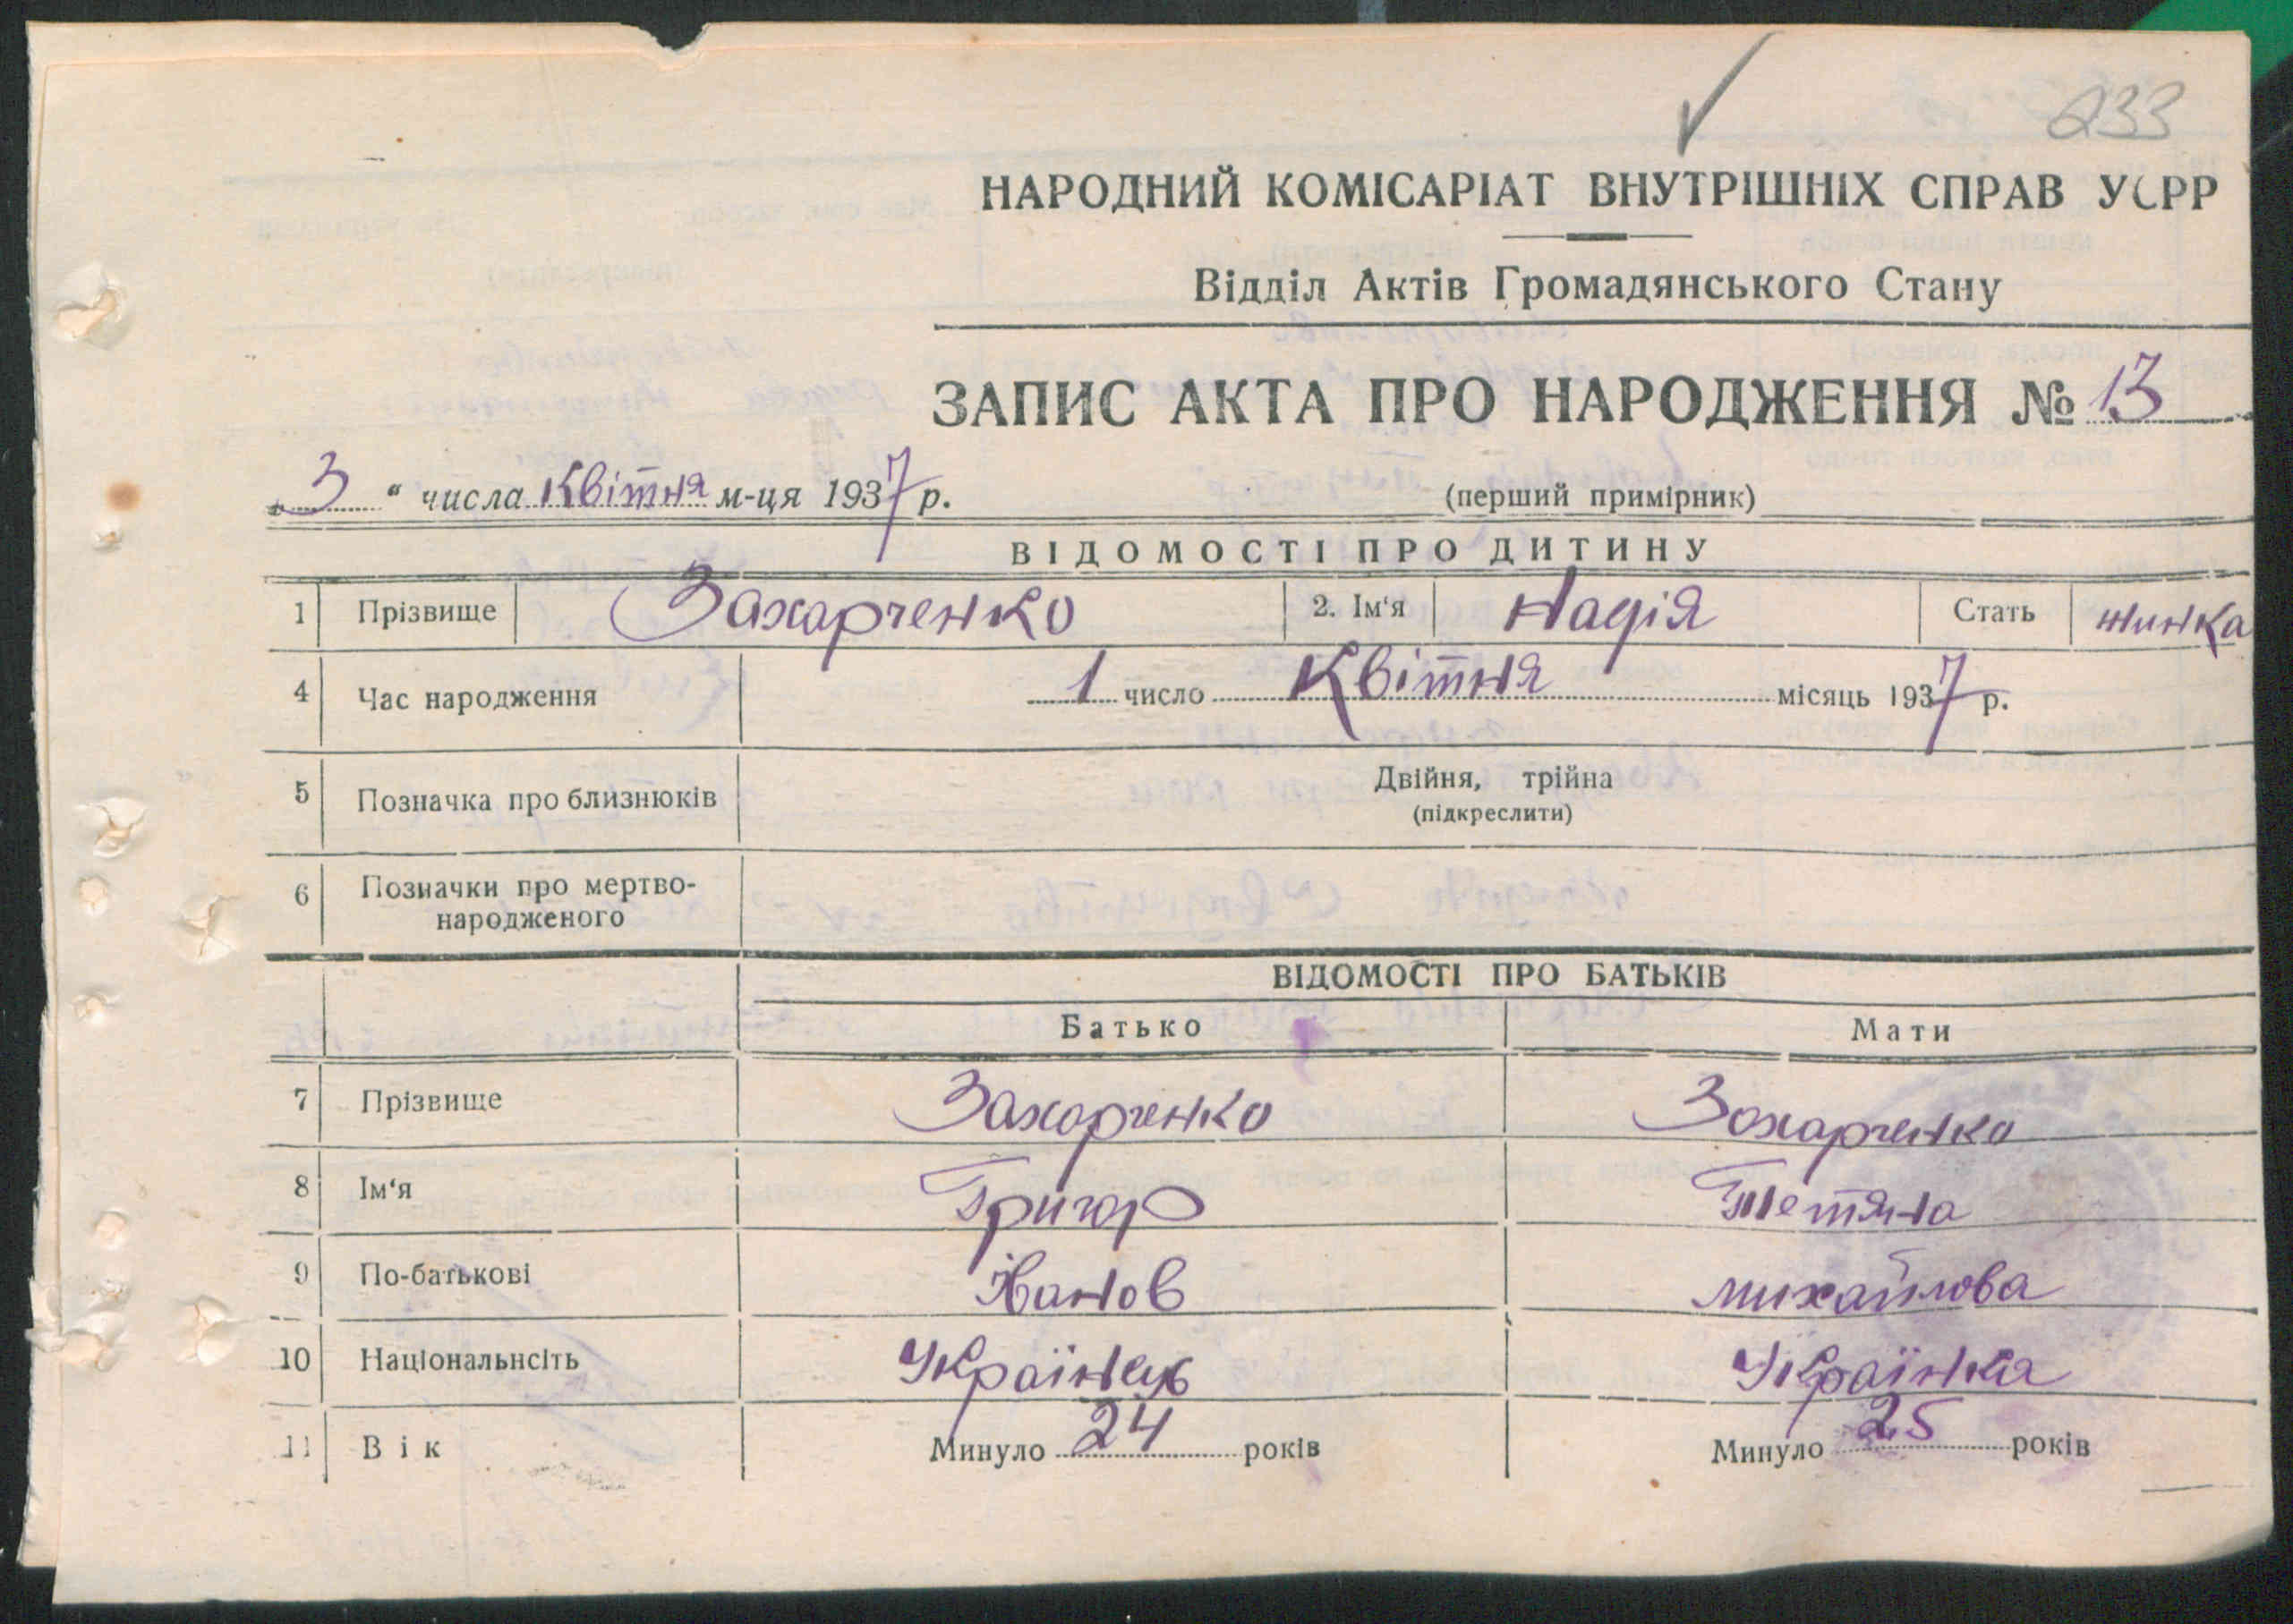 233
НАРОДНИЙ КОМІСАРІАТ ВНУТРІШНІХ СПРАВ УСРР
Відділ Актів Громадянського Стану
ЗАПИС АКТА ПРО НАРОДЖЕННЯ № 13
„ 3 “ числа Квітня м-ця 1937 р. (перший примірник)
ВІДОМОСТІ ПРО ДИТИНУ
1 Прізвище Захарченко 2. Ім‘я Надія Стать жинка
4 Час народження 1 число Квітня місяць 1937 р.
5 Позначка про близнюків Двійня, трійна
(підкреслити)
6 Позначки про мертво-
народженого
ВІДОМОСТІ ПРО БАТЬКІВ
Батько Мати
7 Прізвище Захарченко Захарченко
8 Ім‘я Григор Тетяна
9 По-батькові Іванов михайлова
10 Національнсіть Українець Українка
11 Вік Минуло 24 років Минуло 25 років